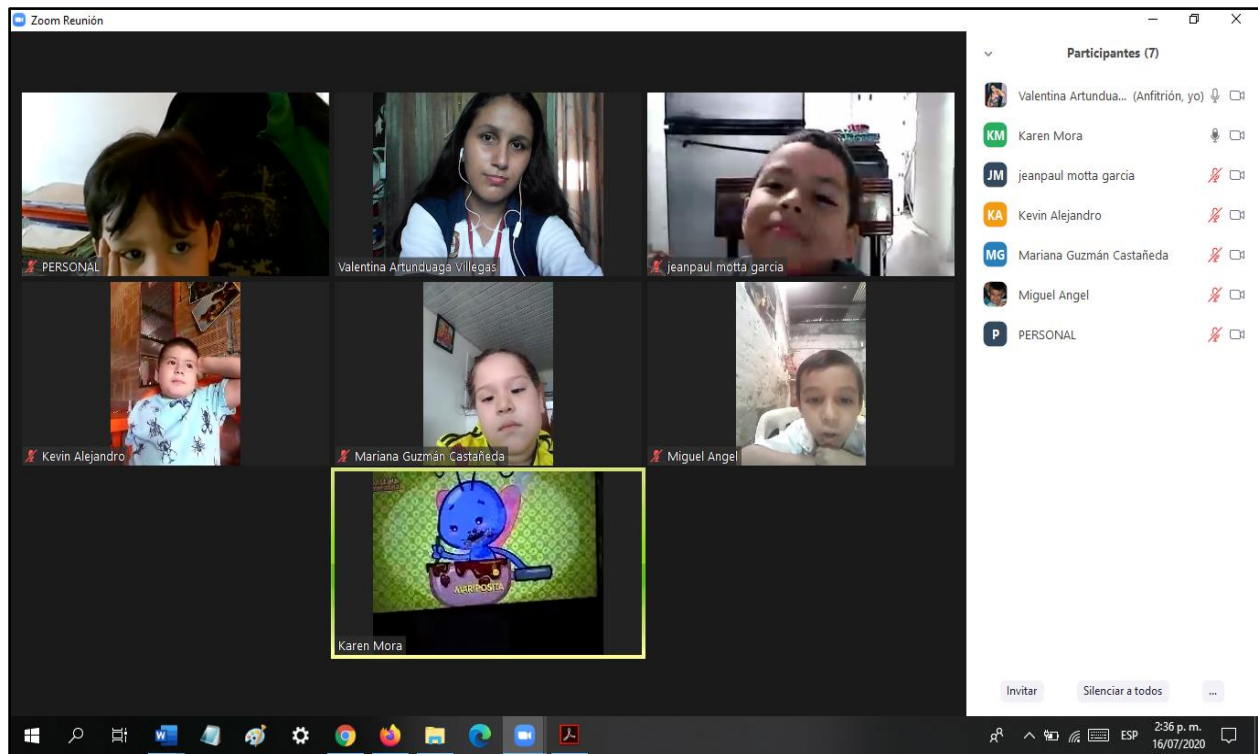 Zoom Reunión
PERSONAL
Valentina Artunduaga Villegas
jeanpaul motta garcia
Kevin Alejandro
Mariana Guzmán Castañeda
Miguel Angel
MARIPOSITA
Karen Mora
Participantes (7)
Valentina Artundua... (Anfitrión, yo)
KM Karen Mora
JM jeanpaul motta garcia
KA Kevin Alejandro
MG Mariana Guzmán Castañeda
Miguel Angel
P PERSONAL
Invitar Silenciar a todos ...
W
ESP
2:36 p. m.
16/07/2020